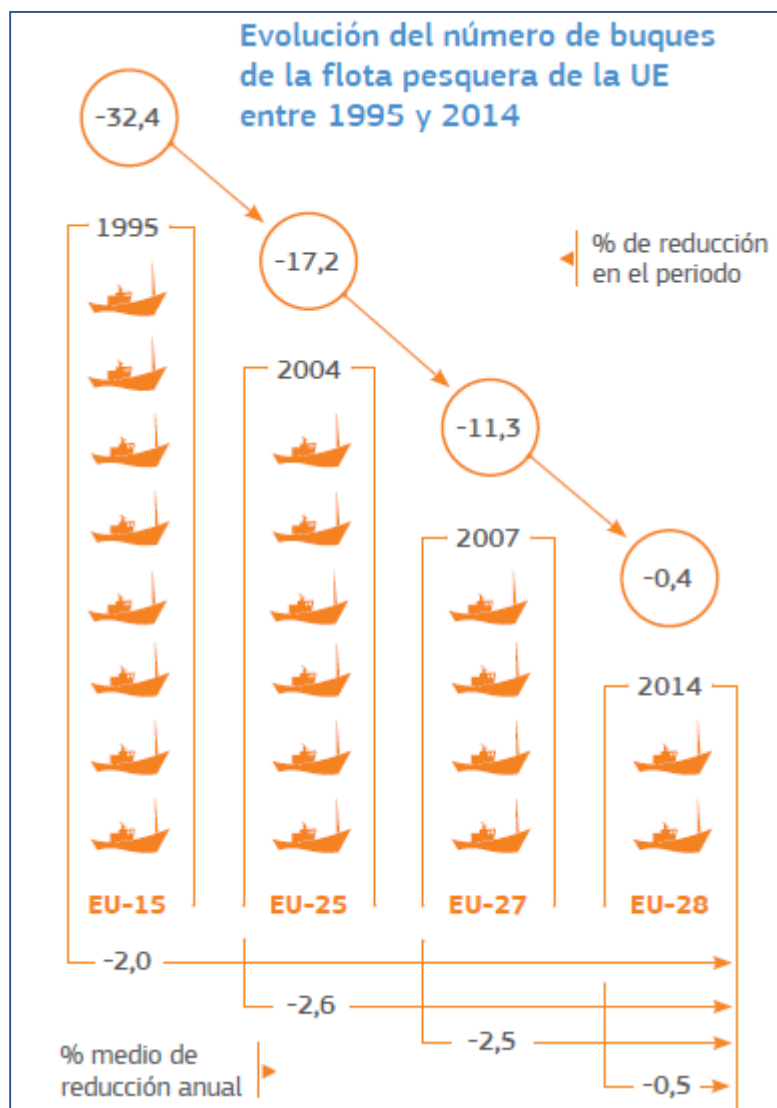 Evolución del número de buques
de la flota pesquera de la UE
entre 1995 y 2014
-32,4
-17,2
-11,3
-0,4
% de reducción
en el periodo
1995
2004
2007
2014
EU-15
EU-25
EU-27
EU-28
-2,0
-2,6
-2,5
-0,5
% medio de
reducción anual